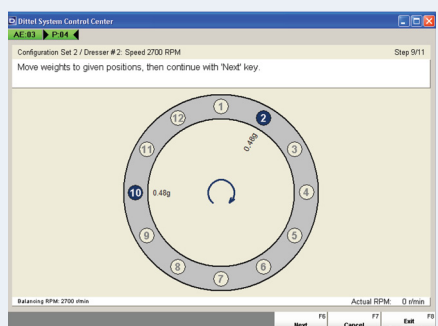 Dittel System Control Center
AE:03 P:04
Configuration Set 2 / Dresser #2: Speed 2700 RPM Step 9/11
Move weights to given positions, then continue with 'Next' key.
1
12 2
0.48g
11 3
10 0.48g 4
9 5
8 6
7
Balancing RPM: 2700 r/min Actual RPM: 0 r/min
F6 F7 F8
Next Cancel Exit